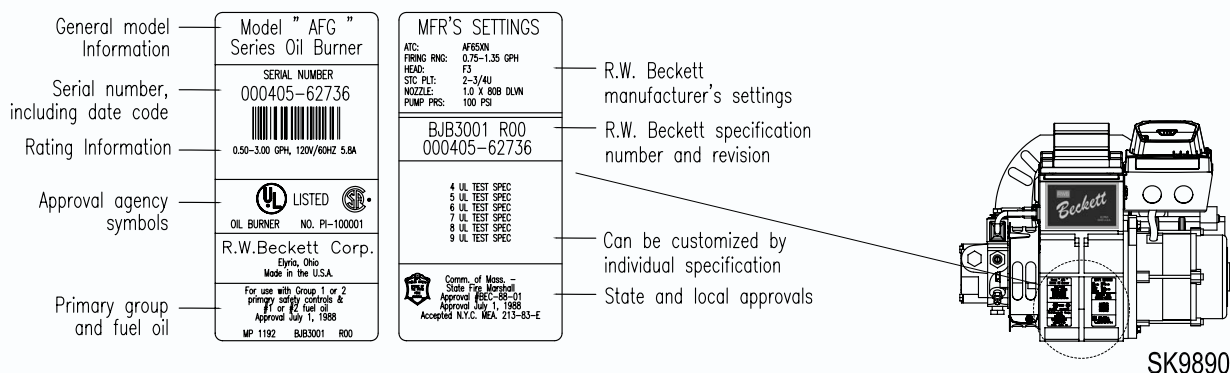 General model
Information
Serial number,
including date code
Rating Information
Approval agency
symbols
Primary group
and fuel oil
Model " AFG "
Series Oil Burner
SERIAL NUMBER
000405-62736
0.50-3.00 GPH, 120V/60HZ 5.8A
UL LISTED SA
OIL BURNER NO. PI-100001
R.W.Beckett Corp.
Elyria, Ohio
Made in the U.S.A.
For use with Group 1 or 2
primary safety controls &
#1 or #2 fuel oil
Approval July 1, 1988
MP 1192 BJB3001 R00
MFR'S SETTINGS
ATC: AF65XN
FIRING RNG: 0.75-1.35 GPH
HEAD: F3
STC PLT: 2-3/4U
NOZZLE: 1.0 X 80B DLVN
PUMP PRS: 100 PSI
BJB3001 R00
000405-62736
4 UL TEST SPEC
5 UL TEST SPEC
6 UL TEST SPEC
7 UL TEST SPEC
8 UL TEST SPEC
9 UL TEST SPEC
Comm. of Mass. -
State Fire Marshall
Approval #BEC-88-01
Approval July 1, 1988
Accepted N.Y.C. MEA. 213-83-E
R.W. Beckett
manufacturer's settings
R.W. Beckett specification
number and revision
Can be customized by
individual specification
State and local approvals
Beckett
SK9890